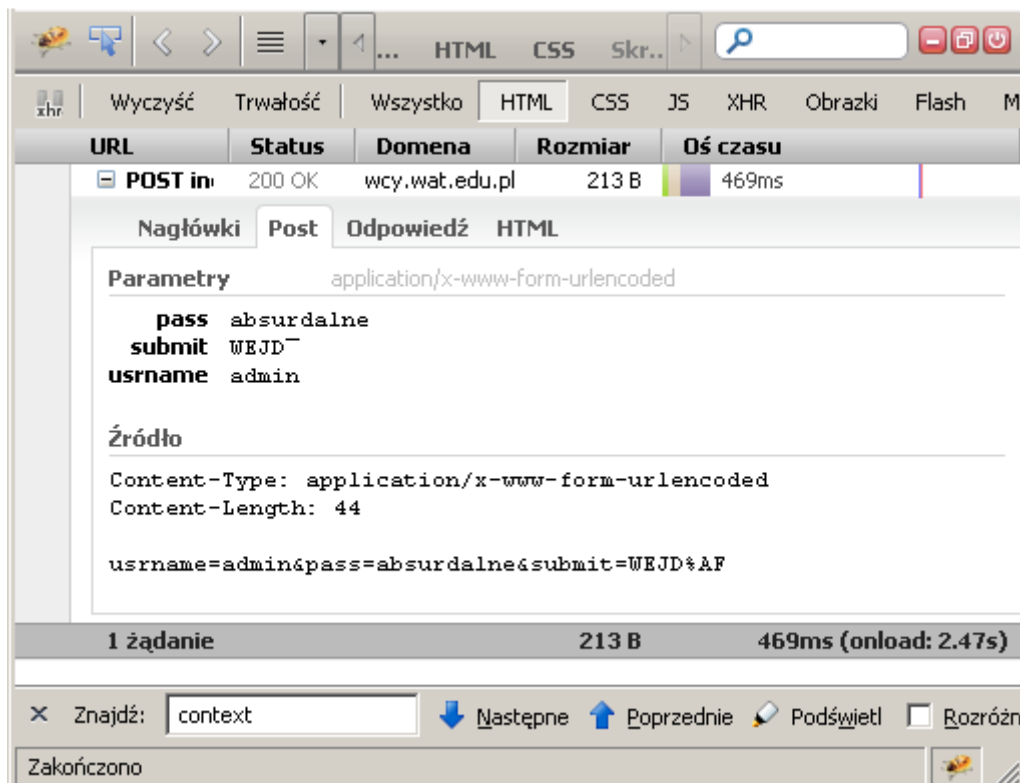 ... HTML CSS Skr..
xhr Wyczyść Trwałość Wszystko HTML CSS JS XHR Obrazki Flash M
URL Status Domena Rozmiar Oś czasu
POST in 200 OK wcy.wat.edu.pl 213 B 469ms
Nagłówki Post Odpowiedź HTML
Parametry application/x-www-form-urlencoded
pass absurdalne
submit WEJD¯
usrname admin
Źródło
Content-Type: application/x-www-form-urlencoded
Content-Length: 44
usrname=admin&pass=absurdalne&submit=WEJD%AF
1 żądanie 213 B 469ms (onload: 2.47s)
Znajdź: context Następne Poprzednie Podświetl Rozróżn
Zakończono